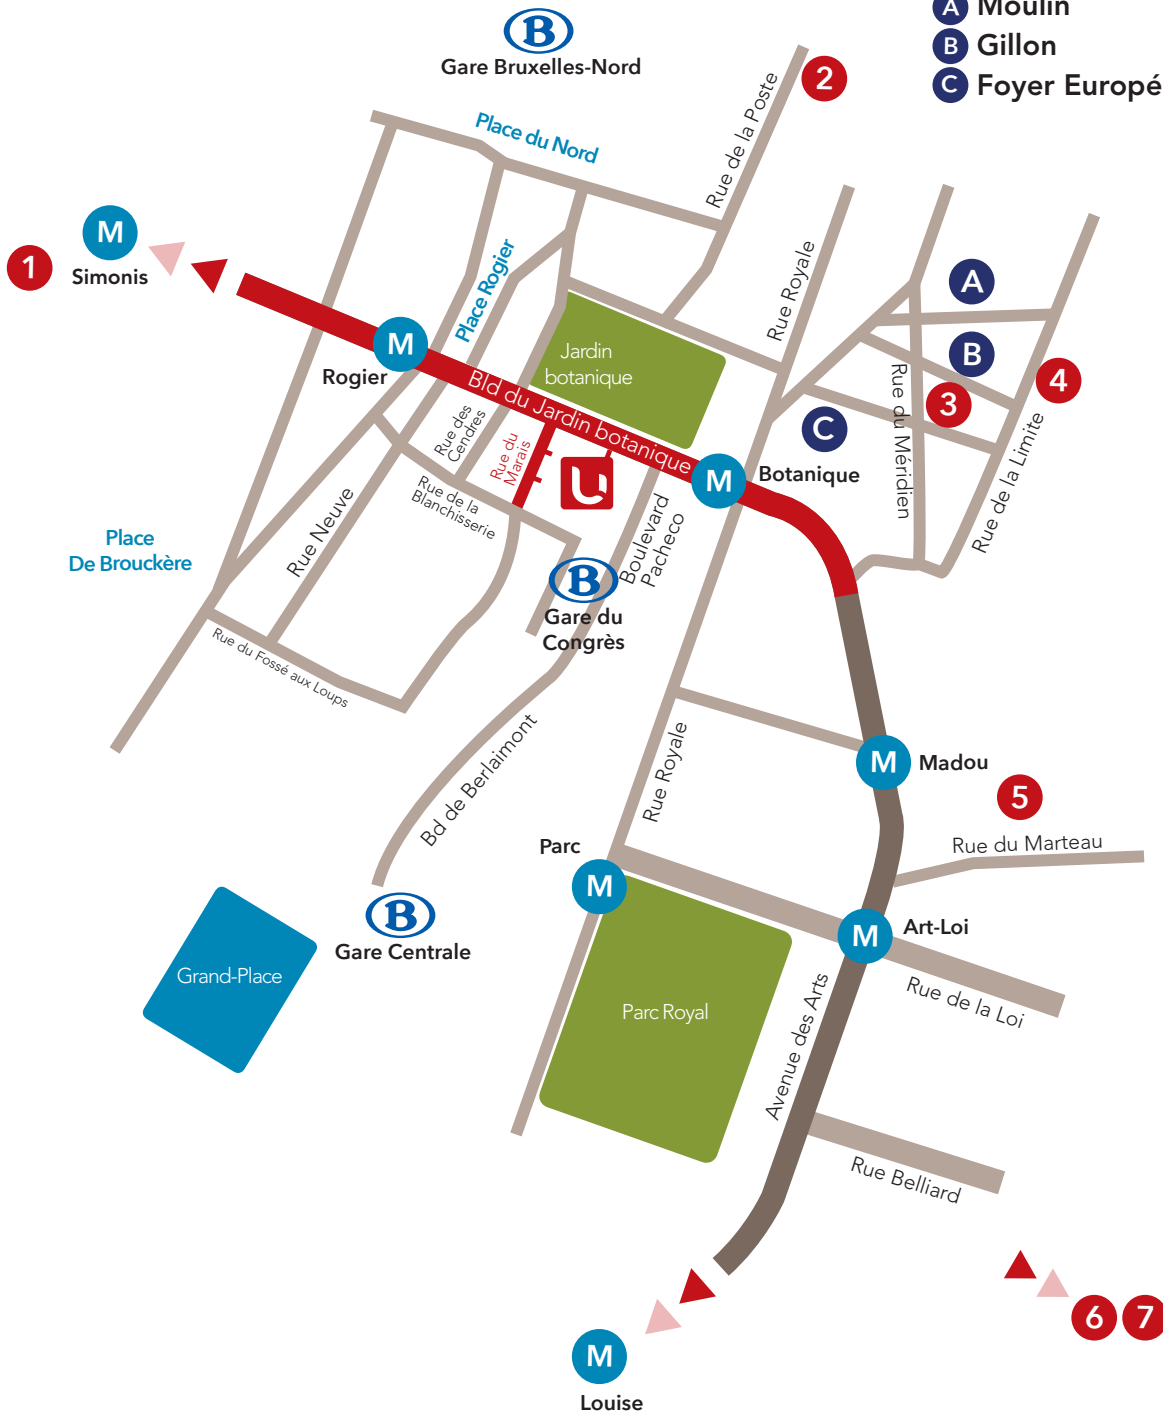 A Moulin
B Gillon
C Foyer Europé
B
Gare Bruxelles-Nord
2
Rue de la Poste
Place du Nord
M
Simonis
1
Place Rogier
Rue Royale
A
B
M
Rogier
Jardin
botanique
4
3
Rue du Méridien
C
Bld du Jardin botanique
Rue des
Cendres
Rue du
Marais
M
Botanique
Rue de la Limite
Rue de la
Blanchisserie
Rue Neuve
Boulevard
Pacheco
Place
De Brouckère
B
Gare du
Congrès
Rue du Fossé aux Loups
Bd de Berlaimont
Rue Royale
M
Madou
5
Rue du Marteau
Parc
M
B
Gare Centrale
M
Art-Loi
Grand-Place
Parc Royal
Avenue des Arts
Rue de la Loi
Rue Belliard
6
7
M
Louise